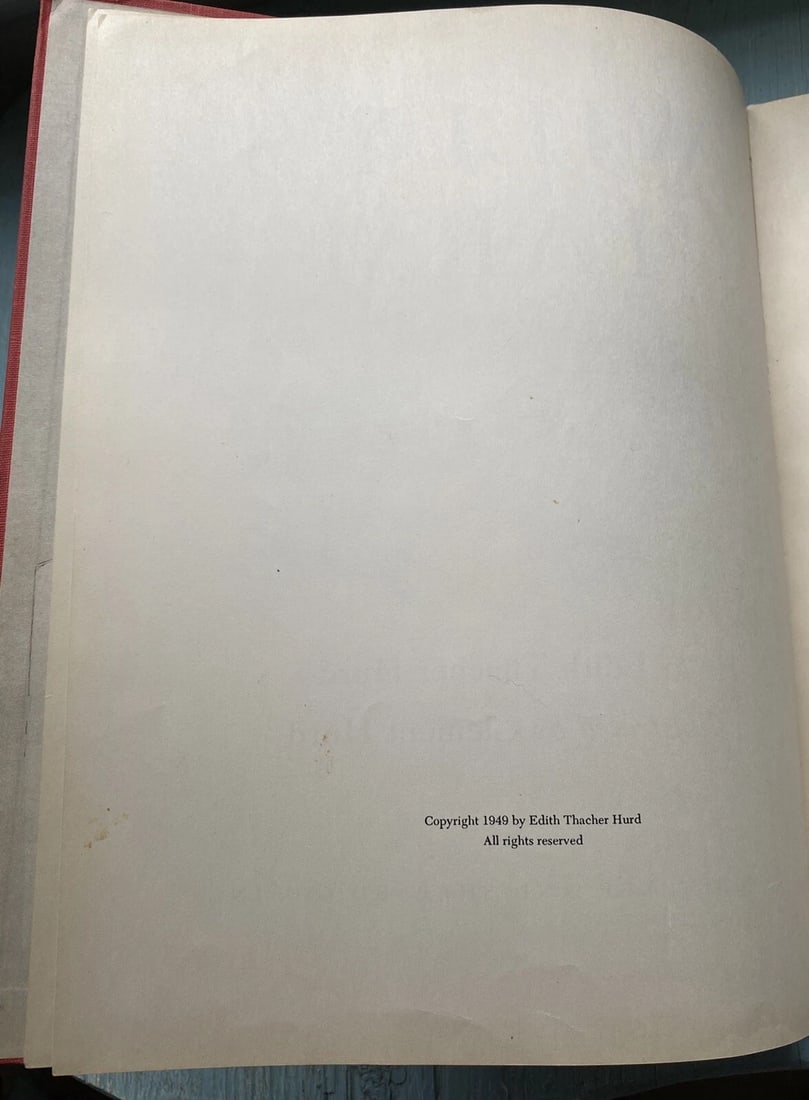 Copyright 1949 by Edith Thacher Hurd
All rights reserved